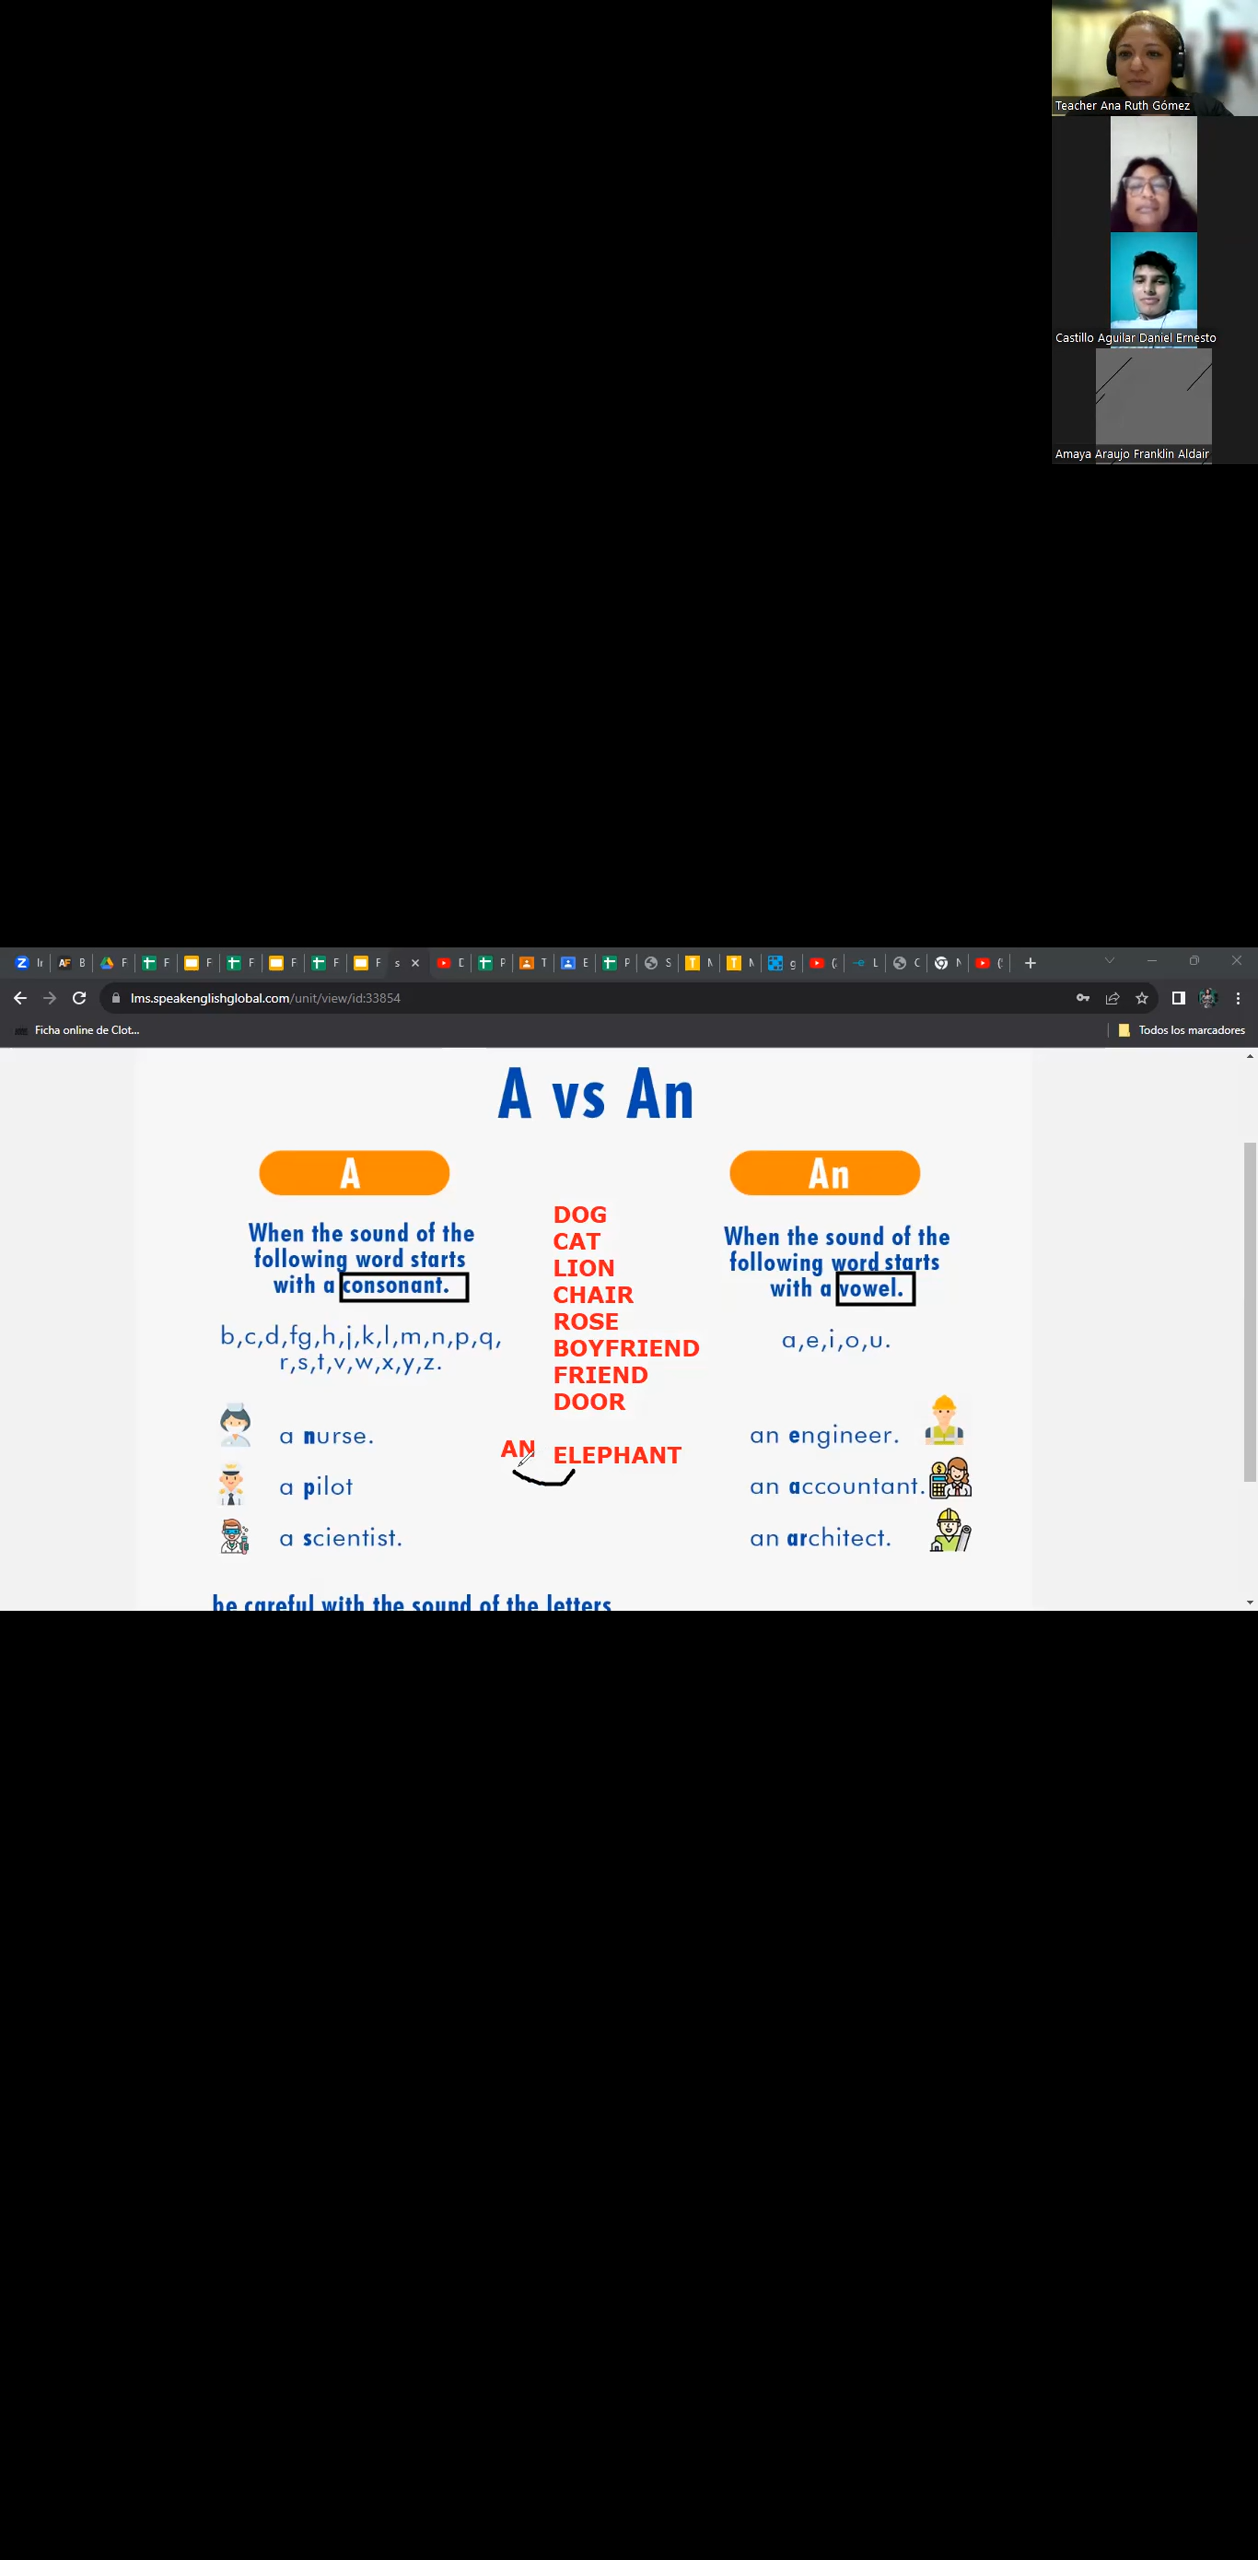 Teacher Ana Ruth Gómez
Castillo Aguilar Daniel Ernesto
Amaya Araujo Franklin Aldair
lms.speakenglishglobal.com/unit/view/id:33854
Ficha online de Clot...
Todos los marcadores
A vs An
A
When the sound of the
following word starts
with a consonant.
b,c,d,fg,h,j,k,l,m,n,p,q,
r,s,t,v,w,x,y,z.
a nurse.
a pilot
a scientist.
DOG
CAT
LION
CHAIR
ROSE
BOYFRIEND
FRIEND
DOOR
AN ELEPHANT
An
When the sound of the
following word starts
with a vowel.
a,e,i,o,u.
an engineer.
an accountant.
an architect.
be careful with the sound of the letters